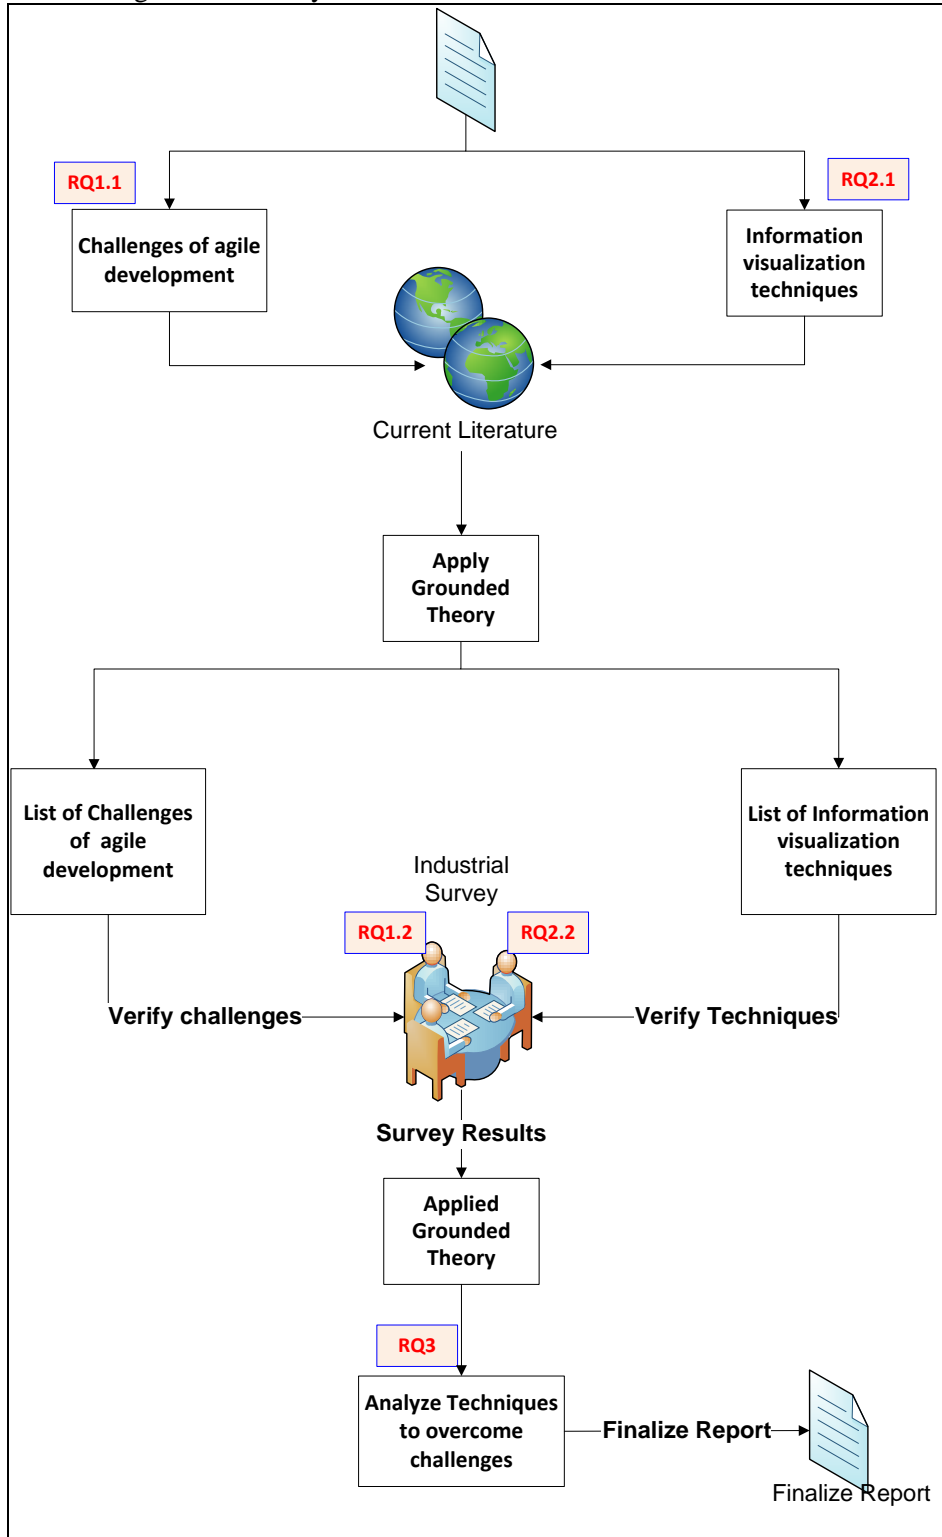 RQ1.1
RQ2.1
Challenges of agile
development
Information
visualization
techniques
Current Literature
Apply
Grounded
Theory
List of Challenges
of agile
development
List of Information
visualization
techniques
Industrial
Survey
RQ1.2
RQ2.2
Verify challenges
Verify Techniques
Survey Results
Applied
Grounded
Theory
RQ3
Analyze Techniques
to overcome
challenges
Finalize Report
Finalize Report